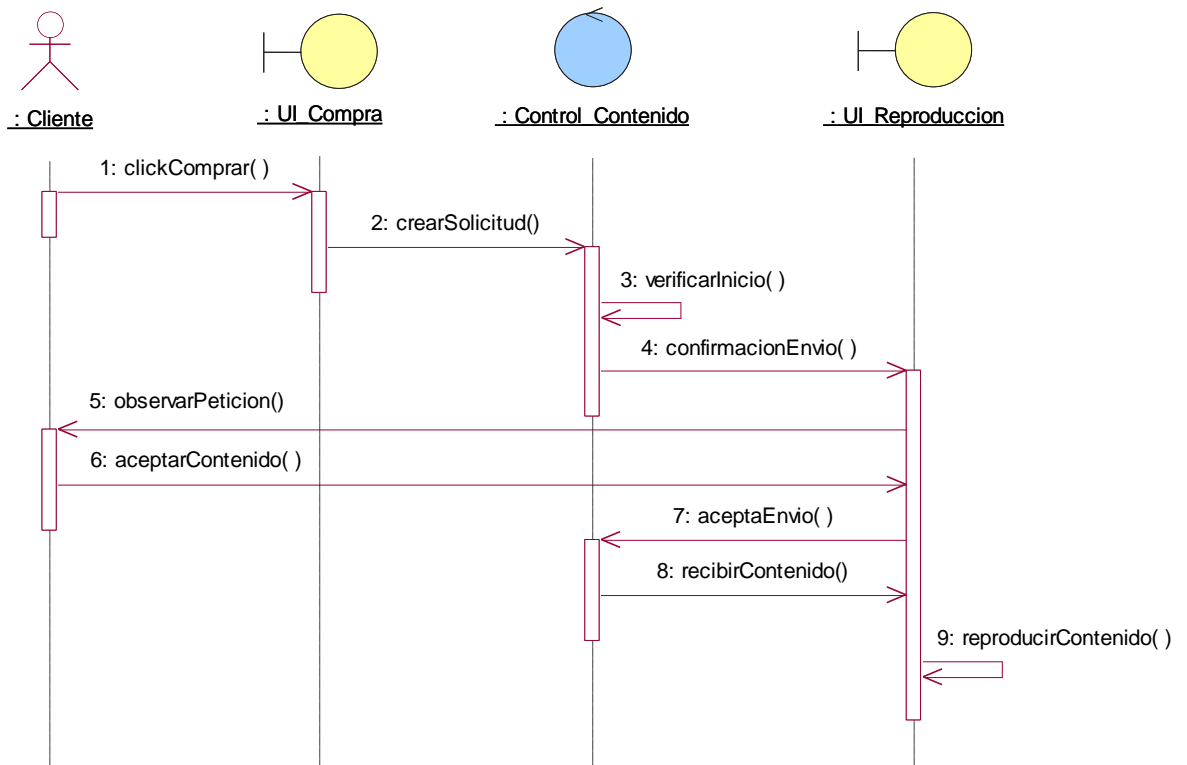 : Cliente
: UI_Compra
: Control_Contenido
: UI_Reproduccion
1: clickComprar( )
2: crearSolicitud()
3: verificarInicio( )
4: confirmacionEnvio( )
5: observarPeticion()
6: aceptarContenido( )
7: aceptaEnvio( )
8: recibirContenido()
9: reproducirContenido( )